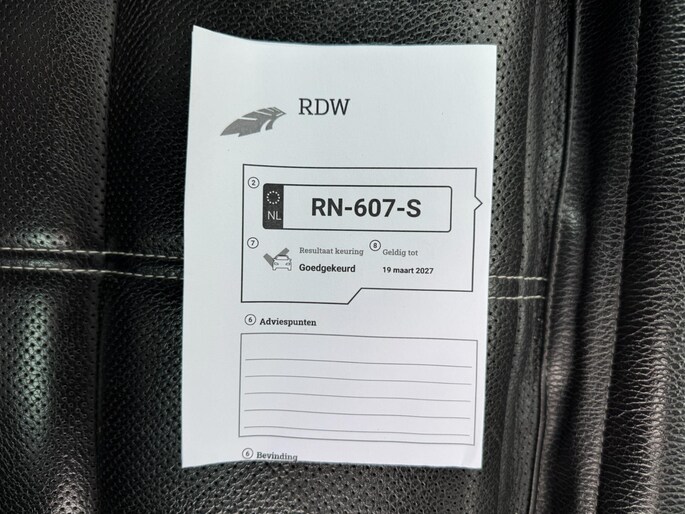 RDW
2
NL
RN-607-S
7 Resultaat keuring 8 Geldig tot
Goedgekeurd 19 maart 2027
6 Adviespunten
6 Bevinding